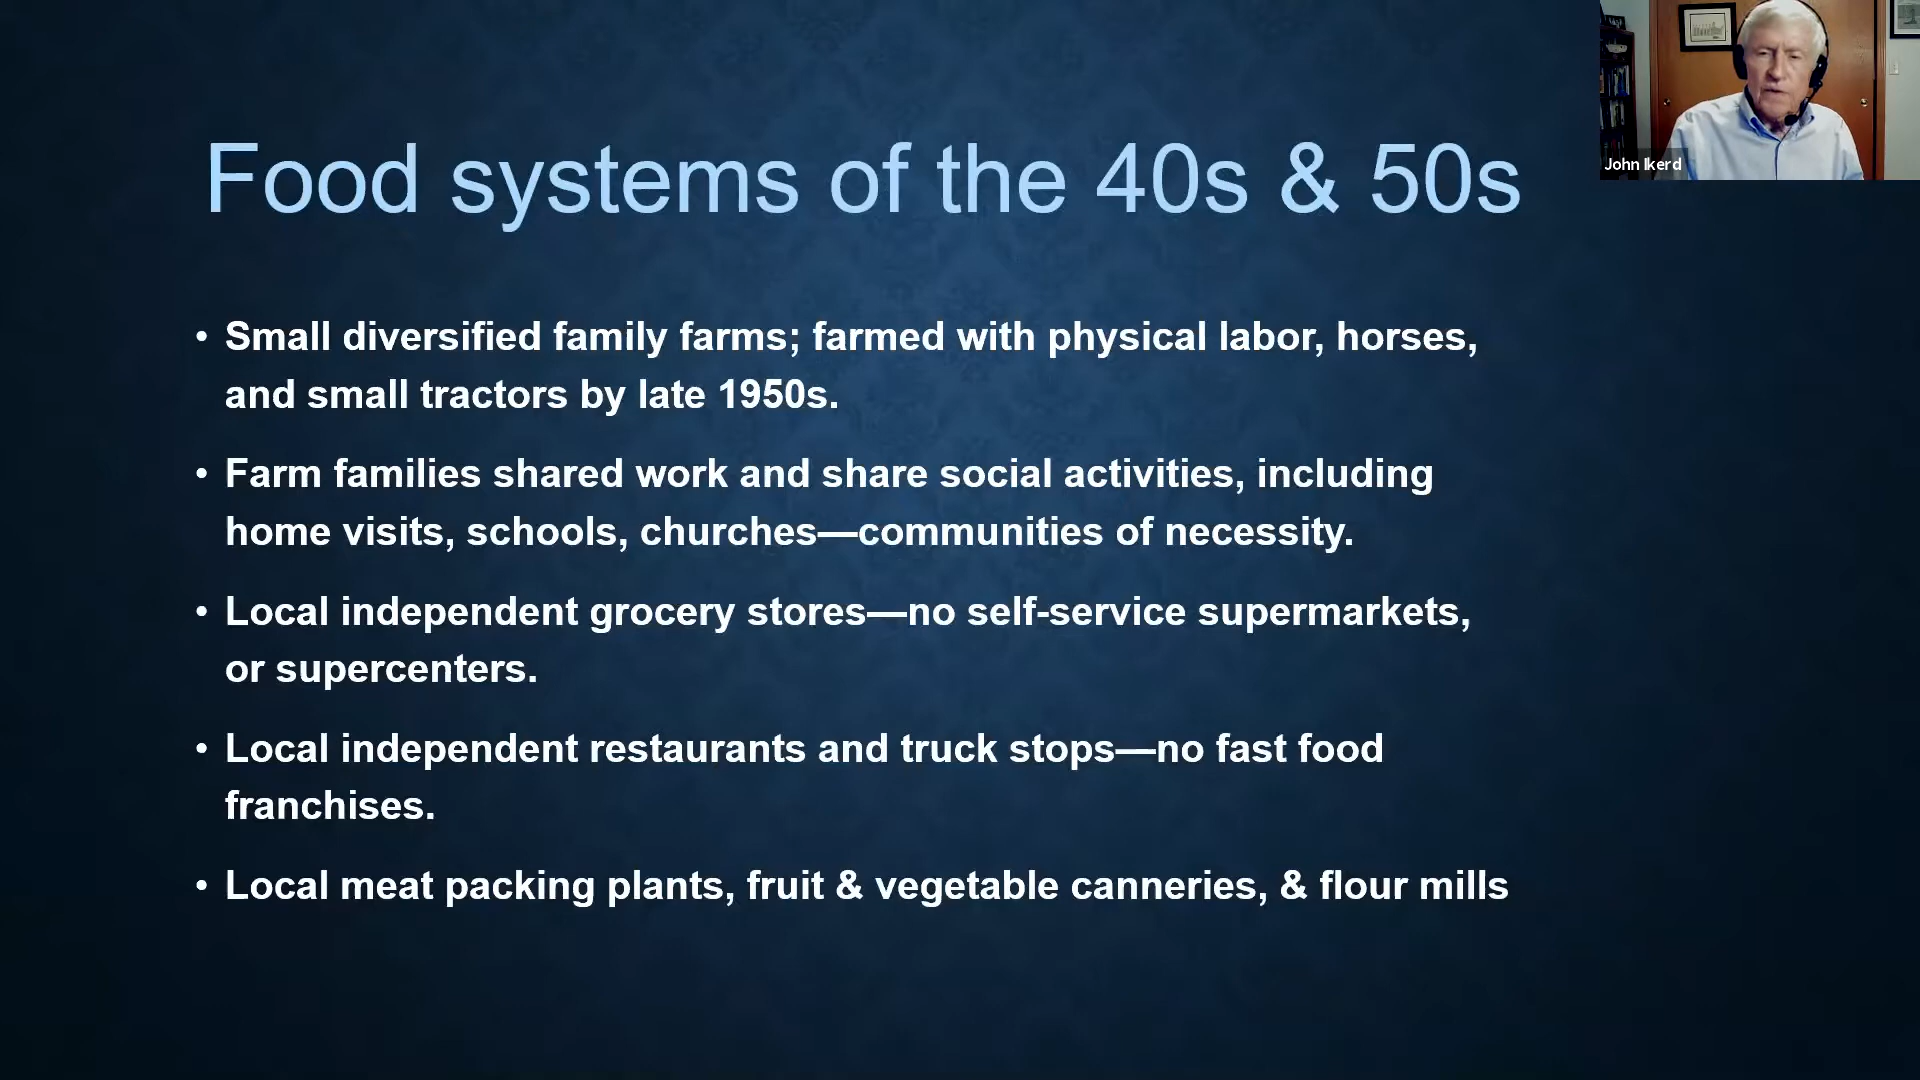 Food systems of the 40s & 50s
John Ikerd
• Small diversified family farms; farmed with physical labor, horses,
and small tractors by late 1950s.
• Farm families shared work and share social activities, including
home visits, schools, churches—communities of necessity.
• Local independent grocery stores—no self-service supermarkets,
or supercenters.
• Local independent restaurants and truck stops—no fast food
franchises.
• Local meat packing plants, fruit & vegetable canneries, & flour mills